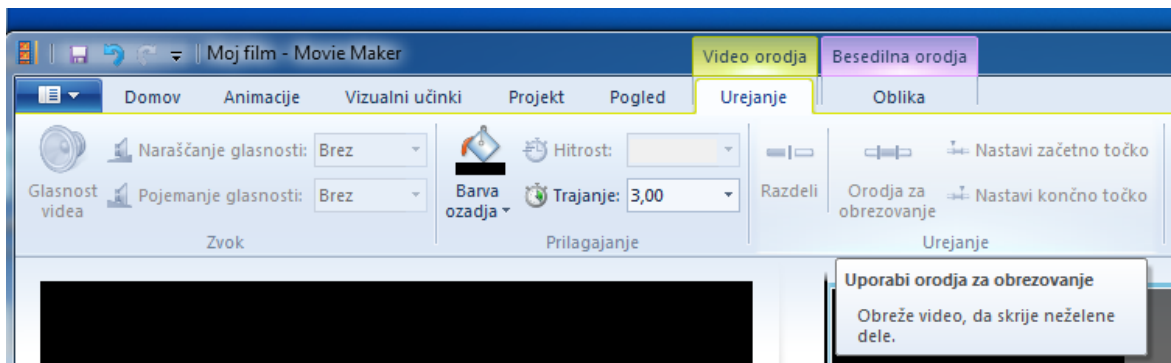 Moj film - Movie Maker
Video orodja
Besedilna orodja
Domov
Animacije
Vizualni učinki
Projekt
Pogled
Urejanje
Oblika
Glasnost
videa
Naraščanje glasnosti: Brez
Pojemanje glasnosti: Brez
Zvok
Barva
ozadja
Hitrost:
Trajanje: 3,00
Prilagajanje
Razdeli
Orodja za
obrezovanje
Nastavi začetno točko
Nastavi končno točko
Urejanje
Uporabi orodja za obrezovanje
Obreže video, da skrije neželene
dele.